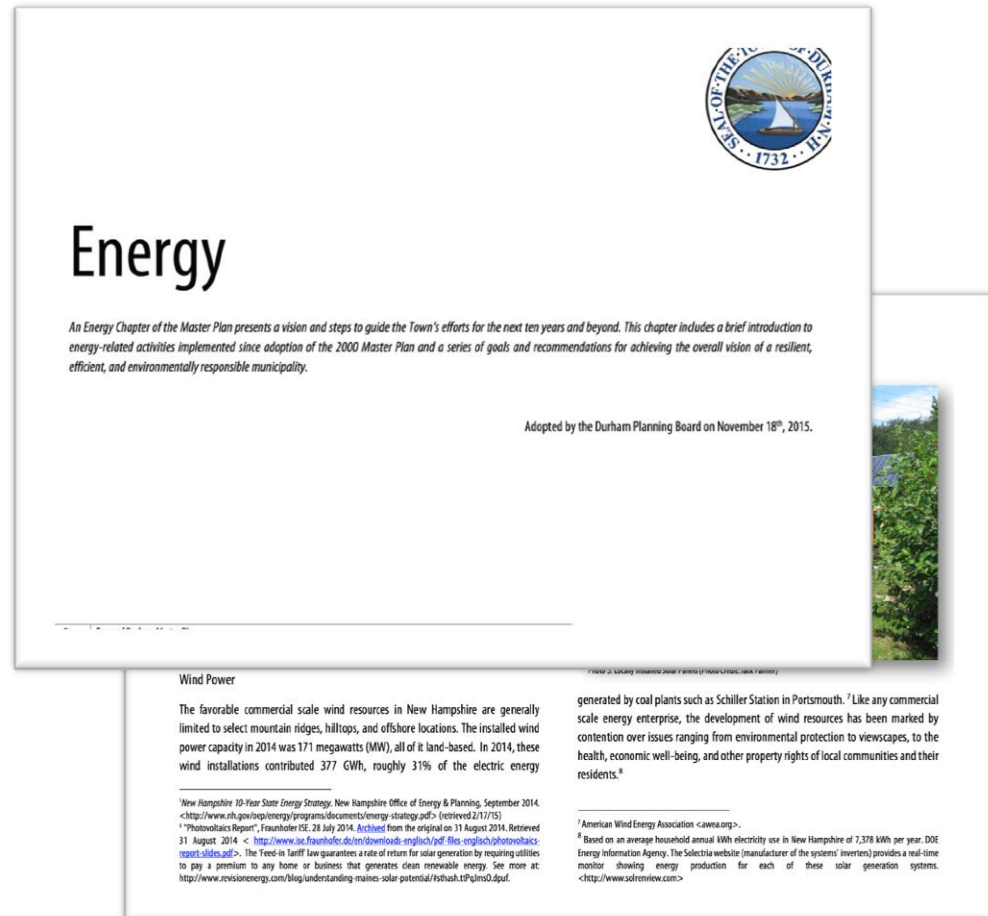 SEAL·OF·THE·TOWN·OF·DURHAM·N·H·
··1732··
Energy
An Energy Chapter of the Master Plan presents a vision and steps to guide the Town's efforts for the next ten years and beyond. This chapter includes a brief introduction to
energy-related activities implemented since adoption of the 2000 Master Plan and a series of goals and recommendations for achieving the overall vision of a resilient,
efficient, and environmentally responsible municipality.
Adopted by the Durham Planning Board on November 18th, 2015.
Wind Power
The favorable commercial scale wind resources in New Hampshire are generally
limited to select mountain ridges, hilltops, and offshore locations. The installed wind
power capacity in 2014 was 171 megawatts (MW), all of it land-based. In 2014, these
wind installations contributed 377 GWh, roughly 31% of the electric energy
⁵New Hampshire 10-Year State Energy Strategy. New Hampshire Office of Energy & Planning, September 2014.
<http://www.nh.gov/oep/energy/programs/documents/energy-strategy.pdf> (retrieved 2/17/15)
⁶ "Photovoltaics Report", Fraunhofer ISE. 28 July 2014. Archived from the original on 31 August 2014. Retrieved
31 August 2014 < http://www.ise.fraunhofer.de/en/downloads-englisch/pdf-files-englisch/photovoltaics-
report-slides.pdf>. The 'Feed-in Tariff' law guarantees a rate of return for solar generation by requiring utilities
to pay a premium to any home or business that generates clean renewable energy. See more at:
http://www.revisionenergy.com/blog/understanding-maines-solar-potential/#sthash.tIPqJmsO.dpuf.
Photo 3. Locally Installed Solar Panels (Photo Credit: Jack Farrell)
generated by coal plants such as Schiller Station in Portsmouth. ⁷ Like any commercial
scale energy enterprise, the development of wind resources has been marked by
contention over issues ranging from environmental protection to viewscapes, to the
health, economic well-being, and other property rights of local communities and their
residents.⁸
⁷ American Wind Energy Association <awea.org>.
⁸ Based on an average household annual kWh electricity use in New Hampshire of 7,378 kWh per year. DOE
Energy Information Agency. The Selectria website (manufacturer of the systems' inverters) provides a real-time
monitor showing energy production for each of these solar generation systems.
<http://www.solrenview.com>